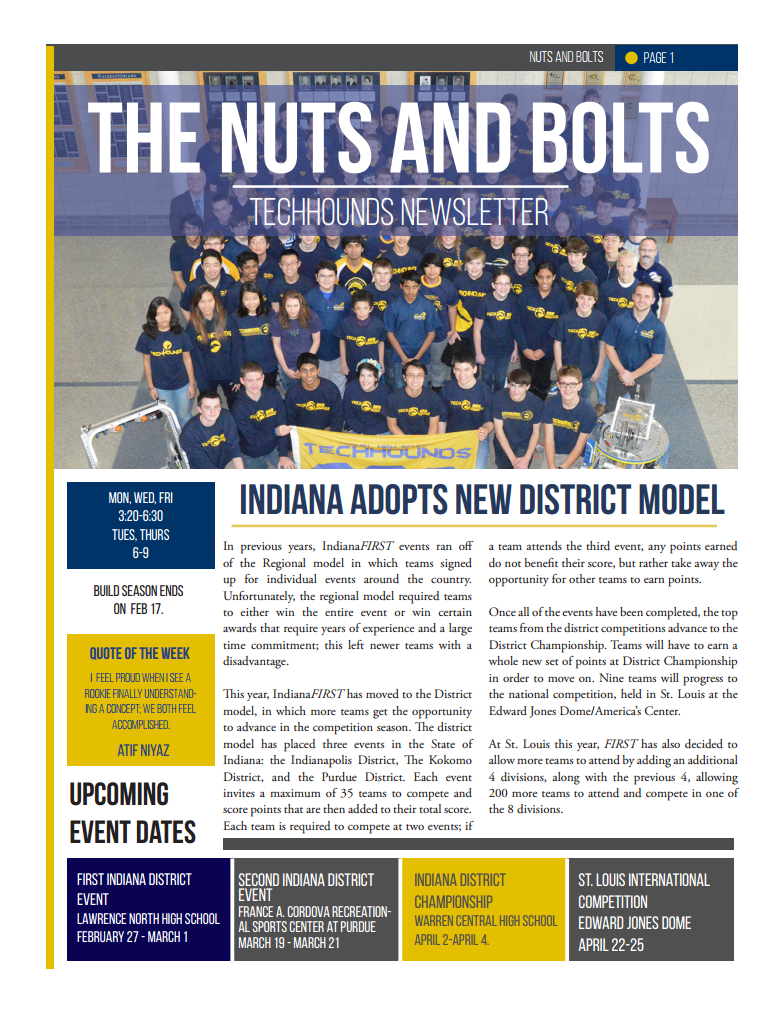 NUTS AND BOLTS
PAGE 1
THE NUTS AND BOLTS
TECHHOUNDS NEWSLETTER
TECHHOUNDS
MON, WED, FRI
3:20-6:30
TUES, THURS
6-9
BUILD SEASON ENDS
ON FEB 17.
QUOTE OF THE WEEK
I FEEL PROUD WHEN I SEE A
ROOKIE FINALLY UNDERSTAND-
ING A CONCEPT; WE BOTH FEEL
ACCOMPLISHED.
ATIF NIYAZ
INDIANA ADOPTS NEW DISTRICT MODEL
In previous years, IndianaFIRST events ran off
of the Regional model in which teams signed
up for individual events around the country.
Unfortunately, the regional model required teams
to either win the entire event or win certain
awards that require years of experience and a large
time commitment; this left newer teams with a
disadvantage.
This year, IndianaFIRST has moved to the District
model, in which more teams get the opportunity
to advance in the competition season. The district
model has placed three events in the State of
Indiana: the Indianapolis District, The Kokomo
District, and the Purdue District. Each event
invites a maximum of 35 teams to compete and
score points that are then added to their total score.
Each team is required to compete at two events; if
a team attends the third event, any points earned
do not benefit their score, but rather take away the
opportunity for other teams to earn points.
Once all of the events have been completed, the top
teams from the district competitions advance to the
District Championship. Teams will have to earn a
whole new set of points at District Championship
in order to move on. Nine teams will progress to
the national competition, held in St. Louis at the
Edward Jones Dome/America's Center.
At St. Louis this year, FIRST has also decided to
allow more teams to attend by adding an additional
4 divisions, along with the previous 4, allowing
200 more teams to attend and compete in one of
the 8 divisions.
UPCOMING
EVENT DATES
FIRST INDIANA DISTRICT
EVENT
LAWRENCE NORTH HIGH SCHOOL
FEBRUARY 27 - MARCH 1
SECOND INDIANA DISTRICT
EVENT
FRANCE A. CORDOVA RECREATION-
AL SPORTS CENTER AT PURDUE
MARCH 19 - MARCH 21
INDIANA DISTRICT
CHAMPIONSHIP
WARREN CENTRAL HIGH SCHOOL
APRIL 2-APRIL 4.
ST. LOUIS INTERNATIONAL
COMPETITION
EDWARD JONES DOME
APRIL 22-25